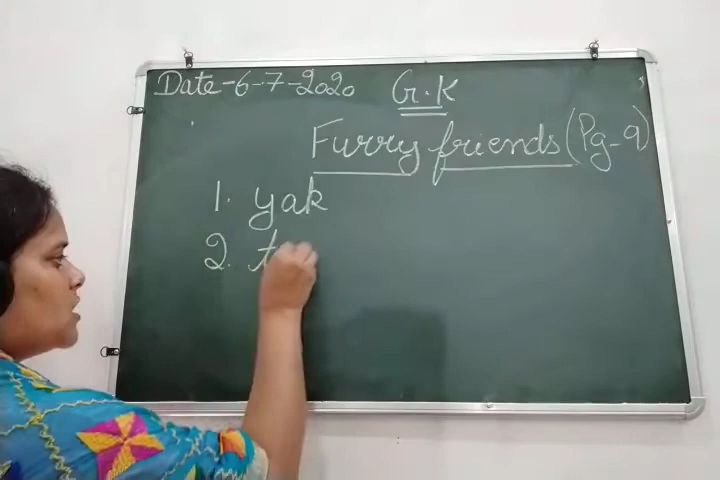 Date-6-7-2020
G.K
Furry friends (Pg-9)
1. yak
2. t